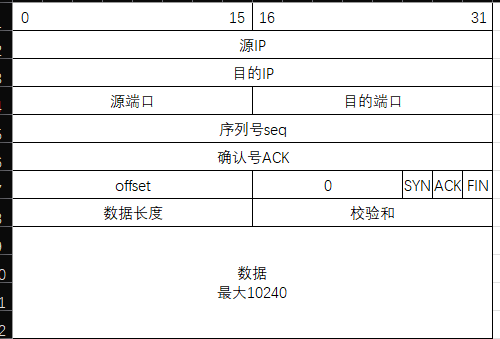 0 15 16 31
源IP
目的IP
源端口 目的端口
序列号seq
确认号ACK
offset 0 SYN ACK FIN
数据长度 校验和
数据
最大10240